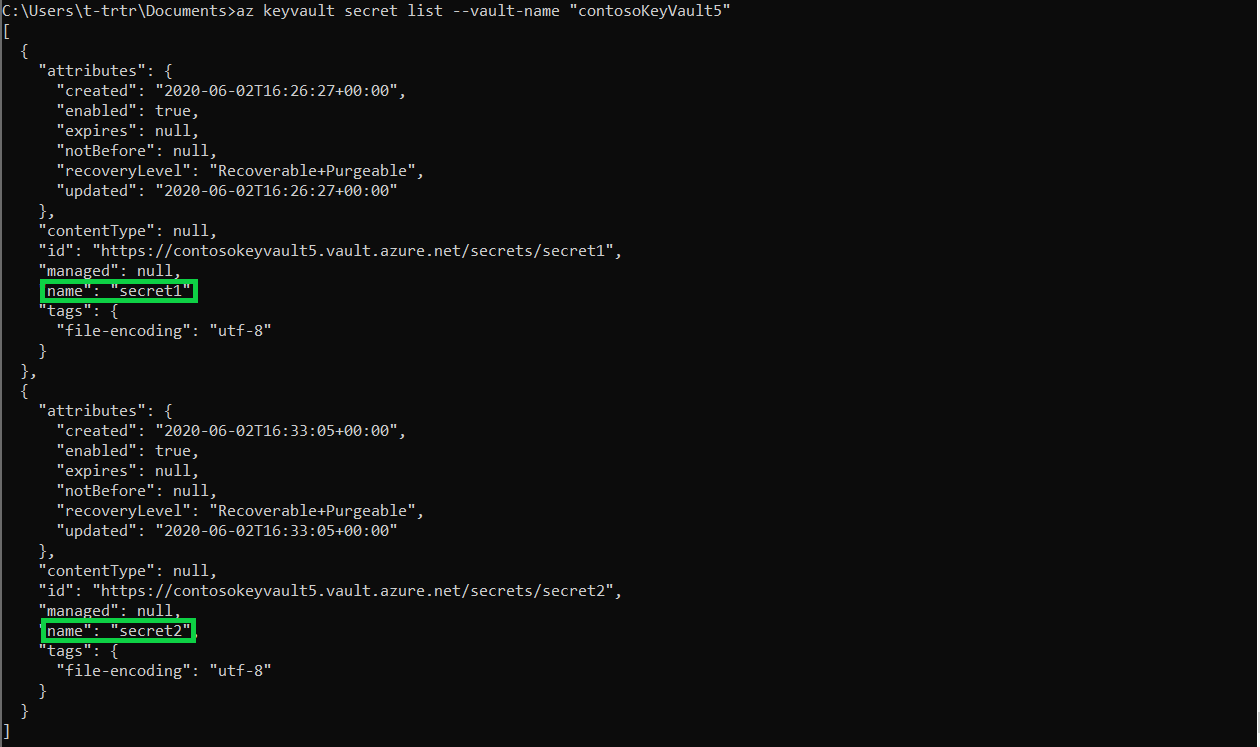 C:\Users\t-trtr\Documents>az keyvault secret list --vault-name "contosoKeyVault5"
[
  {
    "attributes": {
      "created": "2020-06-02T16:26:27+00:00",
      "enabled": true,
      "expires": null,
      "notBefore": null,
      "recoveryLevel": "Recoverable+Purgeable",
      "updated": "2020-06-02T16:26:27+00:00"
    },
    "contentType": null,
    "id": "https://contosokeyvault5.vault.azure.net/secrets/secret1",
    "managed": null,
    name": "secret1"
    "tags": {
      "file-encoding": "utf-8"
    }
  },
  {
    "attributes": {
      "created": "2020-06-02T16:33:05+00:00",
      "enabled": true,
      "expires": null,
      "notBefore": null,
      "recoveryLevel": "Recoverable+Purgeable",
      "updated": "2020-06-02T16:33:05+00:00"
    },
    "contentType": null,
    "id": "https://contosokeyvault5.vault.azure.net/secrets/secret2",
    "managed": null,
    "name": "secret2",
    "tags": {
      "file-encoding": "utf-8"
    }
  }
]